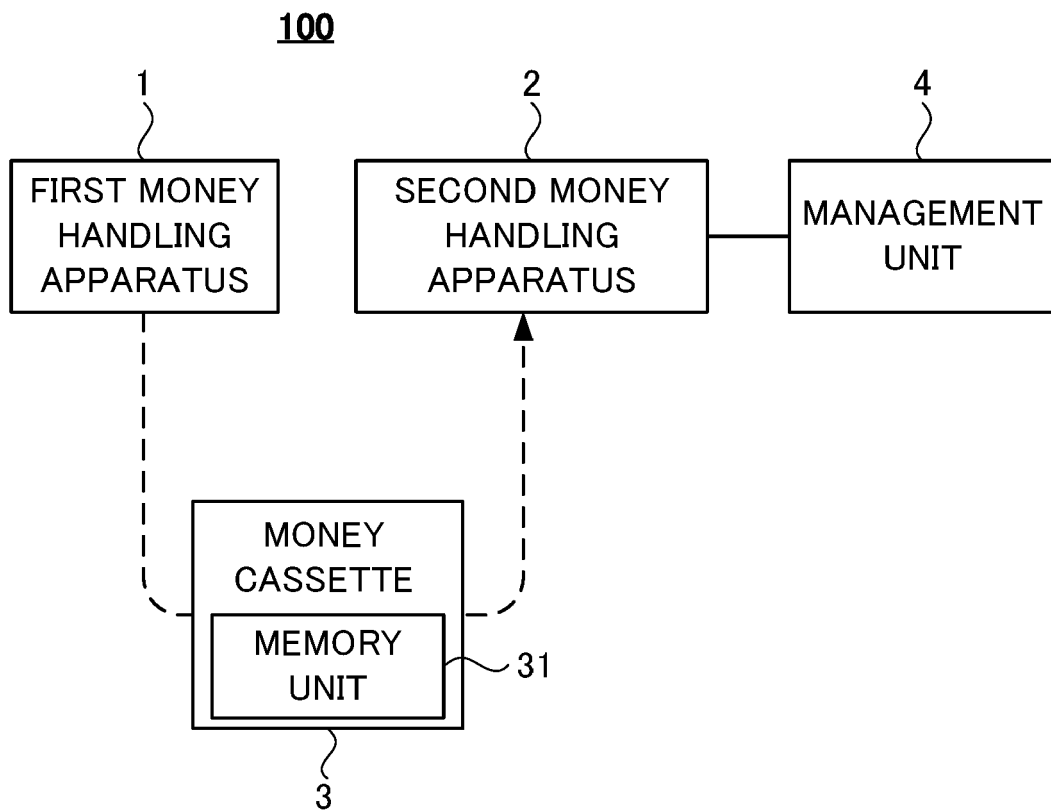 100
1
2
4
FIRST MONEY
HANDLING
APPARATUS
SECOND MONEY
HANDLING
APPARATUS
MANAGEMENT
UNIT
MONEY
CASSETTE
MEMORY
UNIT
31
3